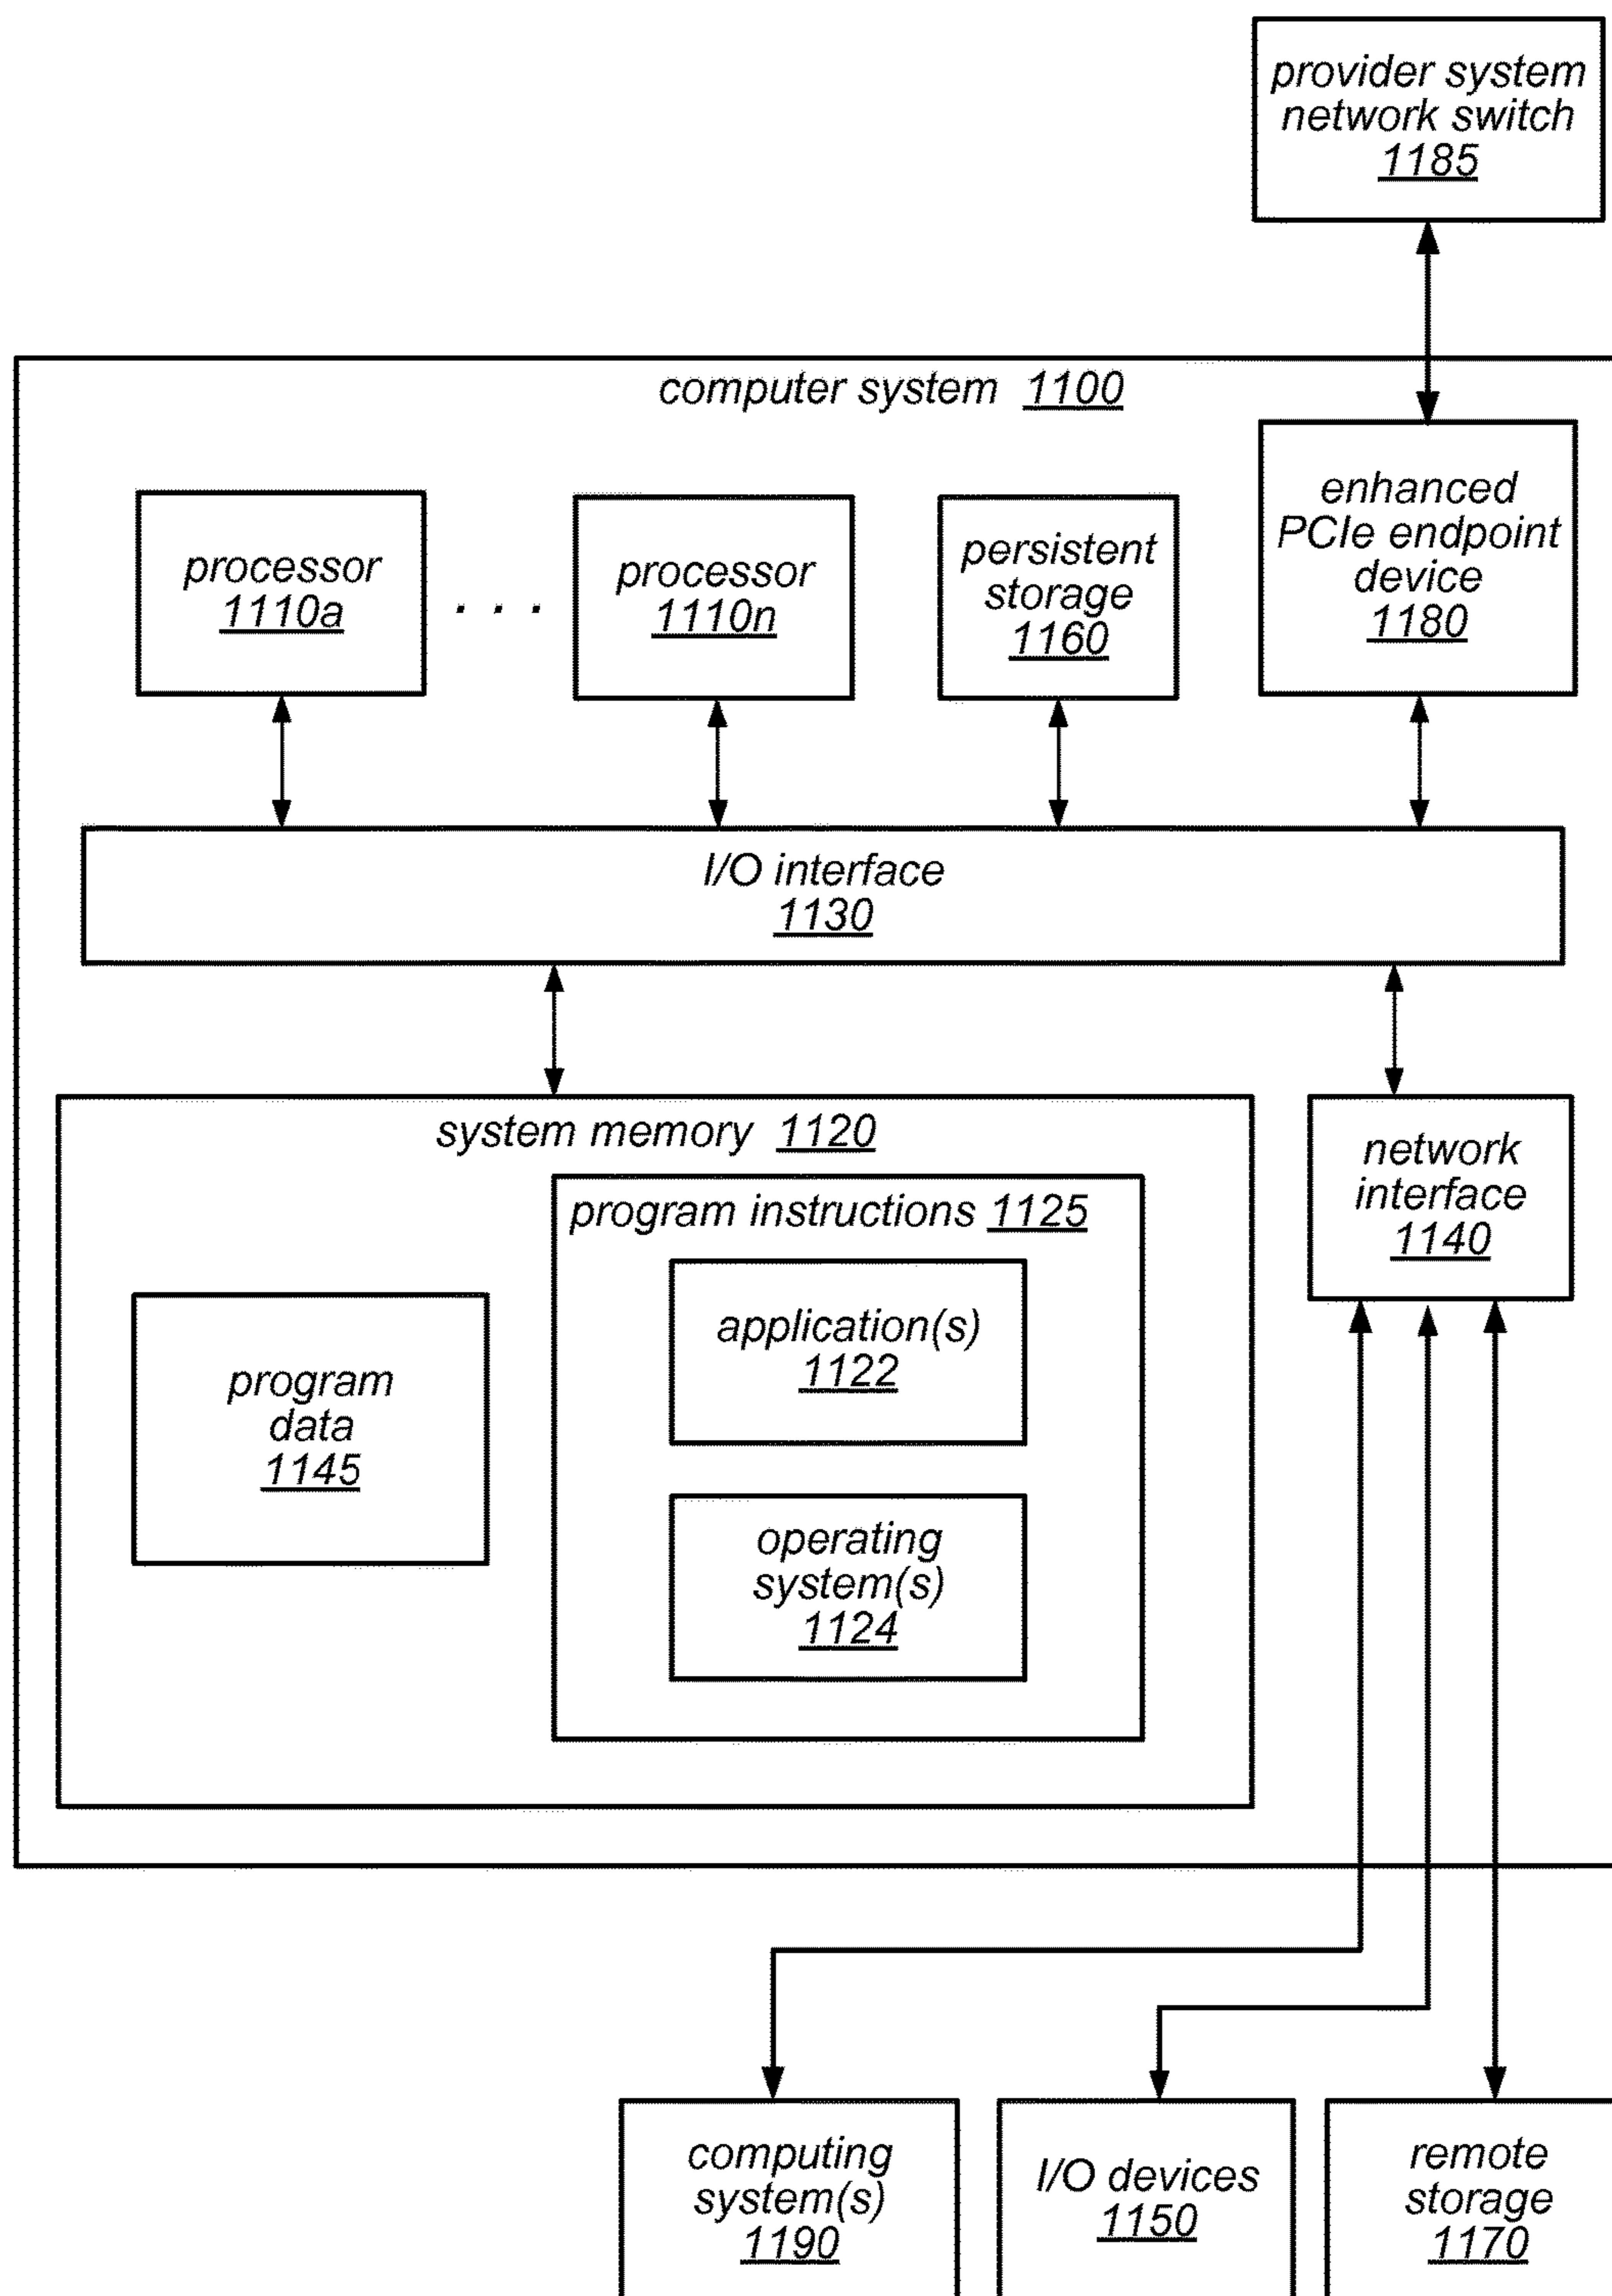 provider system
network switch
1185
computer system 1100
processor
1110a
. . .
processor
1110n
persistent
storage
1160
enhanced
PCIe endpoint
device
1180
I/O interface
1130
system memory 1120
program instructions 1125
application(s)
1122
program
data
1145
operating
system(s)
1124
network
interface
1140
computing
system(s)
1190
I/O devices
1150
remote
storage
1170